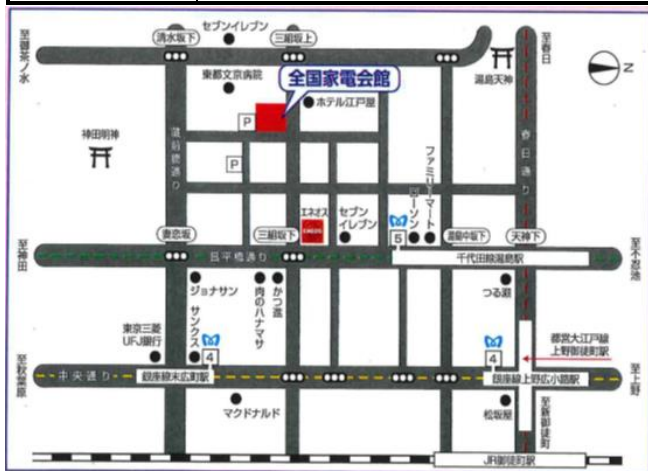 セブンイレブン
清水坂下
三組坂上
至御茶ノ水
至春日
東都文京病院
全国家電会館
湯島天神
N
ホテル江戸屋
P
神田明神
蔵前橋通り
P
春日通り
ファミリーマート
ローソン
エネオス
ENEOS
セブン
イレブン
妻恋坂
三組坂下
5
湯島中坂下
天神下
至神田
昌平橋通り
千代田線湯島駅
至不忍池
ジョナサン
肉のハナマサ
かつ進
つる瀬
東京三菱
UFJ銀行
サンクス
4
4
都営大江戸線
上野御徒町駅
至秋葉原
中央通り
銀座線末広町駅
銀座線上野広小路駅
至上野
マクドナルド
松坂屋
至新御徒町
JR御徒町駅